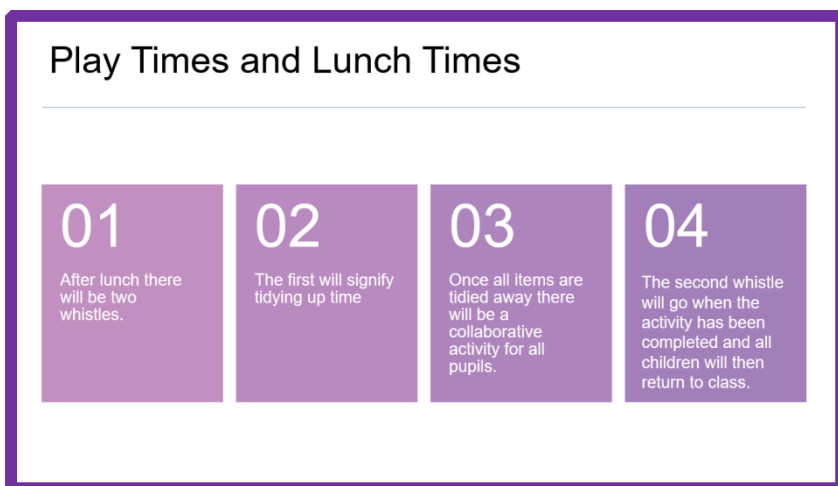 Play Times and Lunch Times
01
After lunch there
will be two
whistles.
02
The first will signify
tidying up time
03
Once all items are
tidied away there
will be a
collaborative
activity for all
pupils.
04
The second whistle
will go when the
activity has been
completed and all
children will then
return to class.